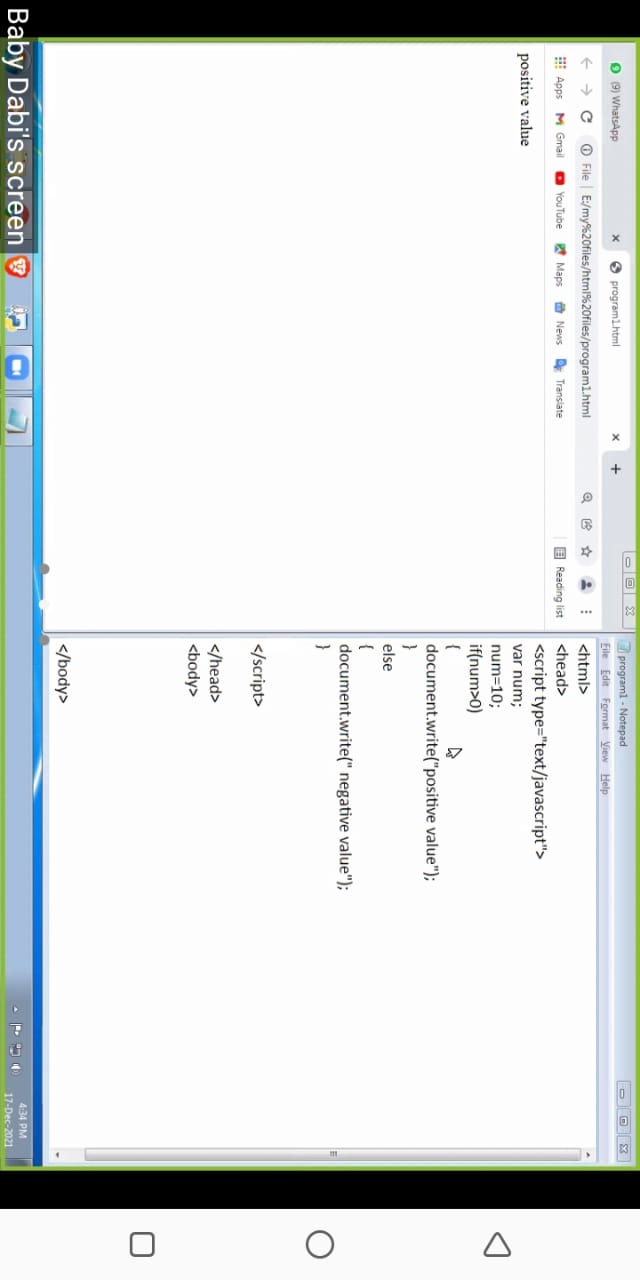 (9) WhatsApp
program1.html
File
E:/my%20files/html%20files/program1.html
Apps
Gmail
YouTube
Maps
News
Translate
Reading list
positive value
program1 - Notepad
File Edit Format View Help
<html>
<head>
<script type="text/javascript">
var num;
num=10;
if(num>0)
{
document.write("positive value");
}
else
{
document.write(" negative value");
}
</script>
</head>
<body>
</body>
Baby Dabi's screen
4:34 PM
17-Dec-2021